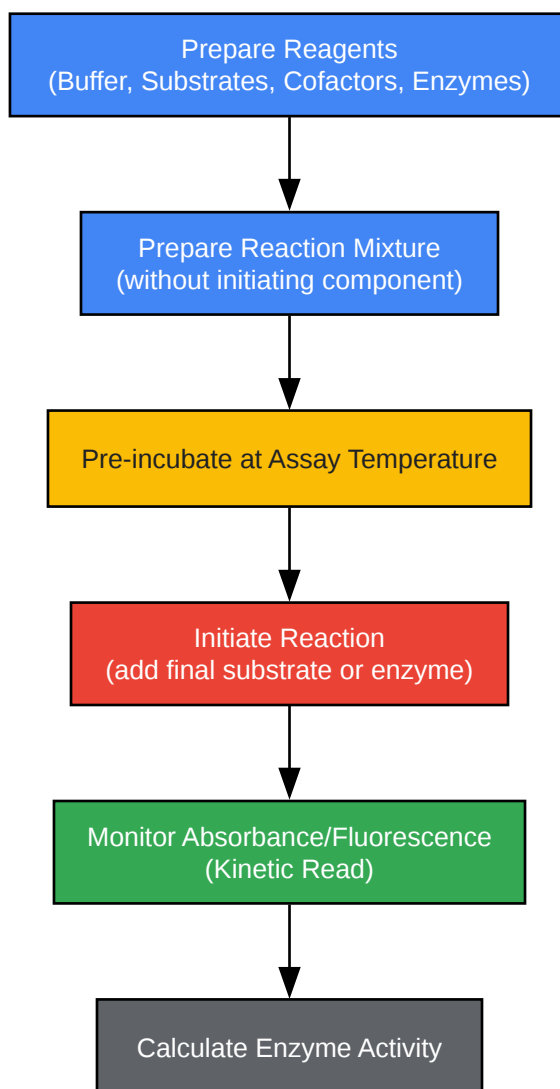 Prepare Reagents
(Buffer, Substrates, Cofactors, Enzymes)
Prepare Reaction Mixture
(without initiating component)
Pre-incubate at Assay Temperature
Initiate Reaction
(add final substrate or enzyme)
Monitor Absorbance/Fluorescence
(Kinetic Read)
Calculate Enzyme Activity